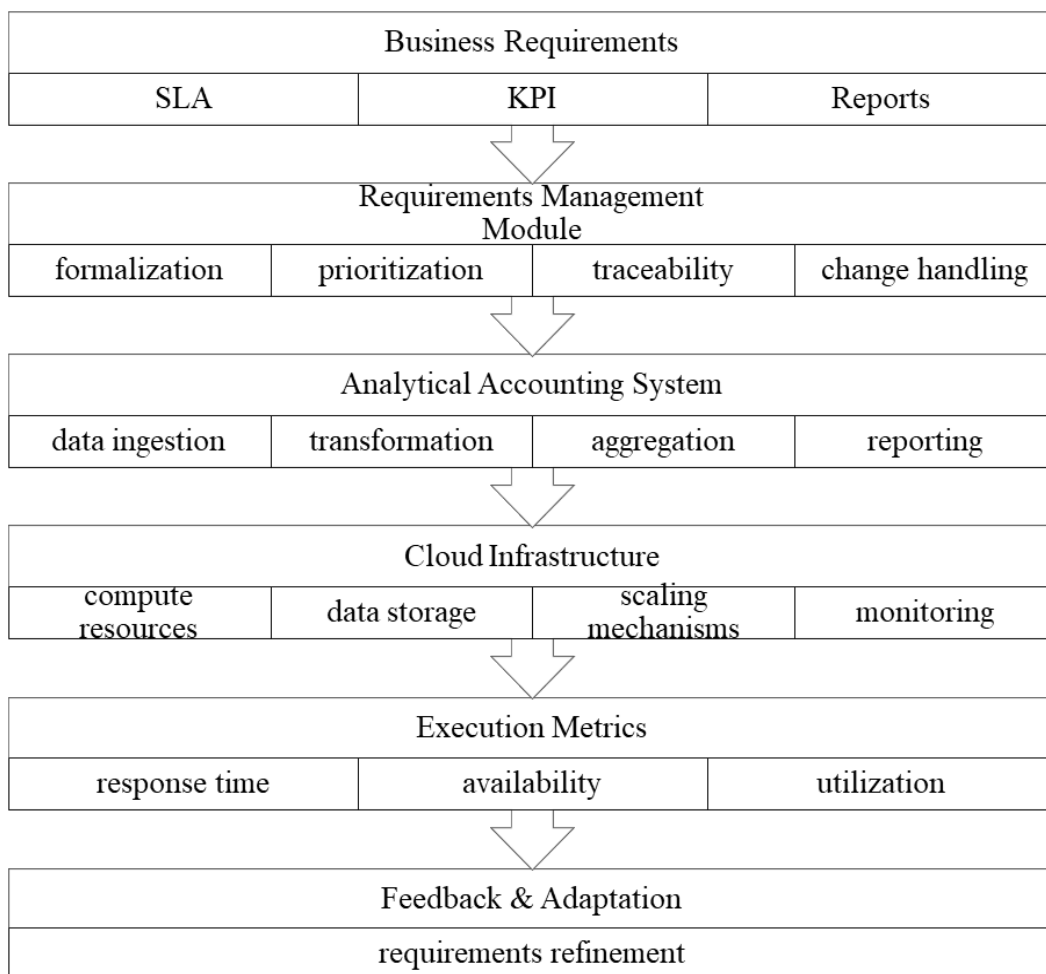 Business Requirements
SLA KPI Reports
Requirements Management
Module
formalization prioritization traceability change handling
Analytical Accounting System
data ingestion transformation aggregation reporting
Cloud Infrastructure
compute
resources
data storage
scaling
mechanisms
monitoring
Execution Metrics
response time availability utilization
Feedback & Adaptation
requirements refinement